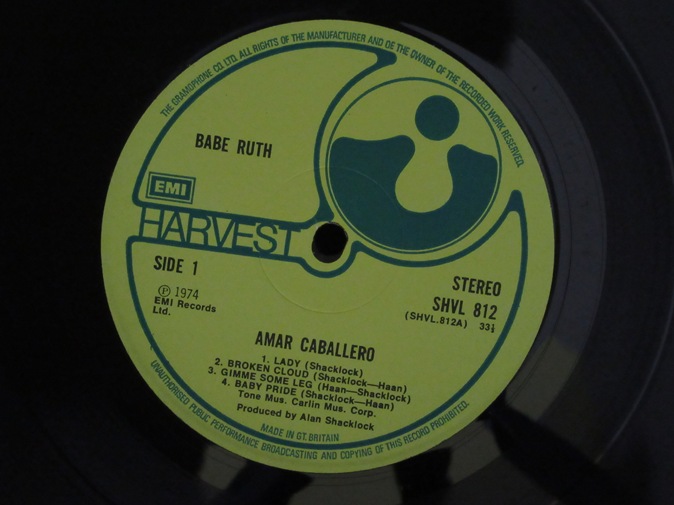 THE GRAMOPHONE CO. LTD. ALL RIGHTS OF THE MANUFACTURER AND OF THE OWNER OF THE RECORDED WORK RESERVED.
BABE RUTH
EMI
HARVEST
SIDE 1
STEREO
℗ 1974
SHVL 812
EMI Records
(SHVL.812A) 33⅓
Ltd.
AMAR CABALLERO
1. LADY (Shacklock)
2. BROKEN CLOUD (Shacklock—Haan)
3. GIMME SOME LEG (Haan—Shacklock)
4. BABY PRIDE (Shacklock—Haan)
Tone Mus. Carlin Mus. Corp.
Produced by Alan Shacklock
MADE IN GT. BRITAIN
UNAUTHORISED PUBLIC PERFORMANCE BROADCASTING AND COPYING OF THIS RECORD PROHIBITED.